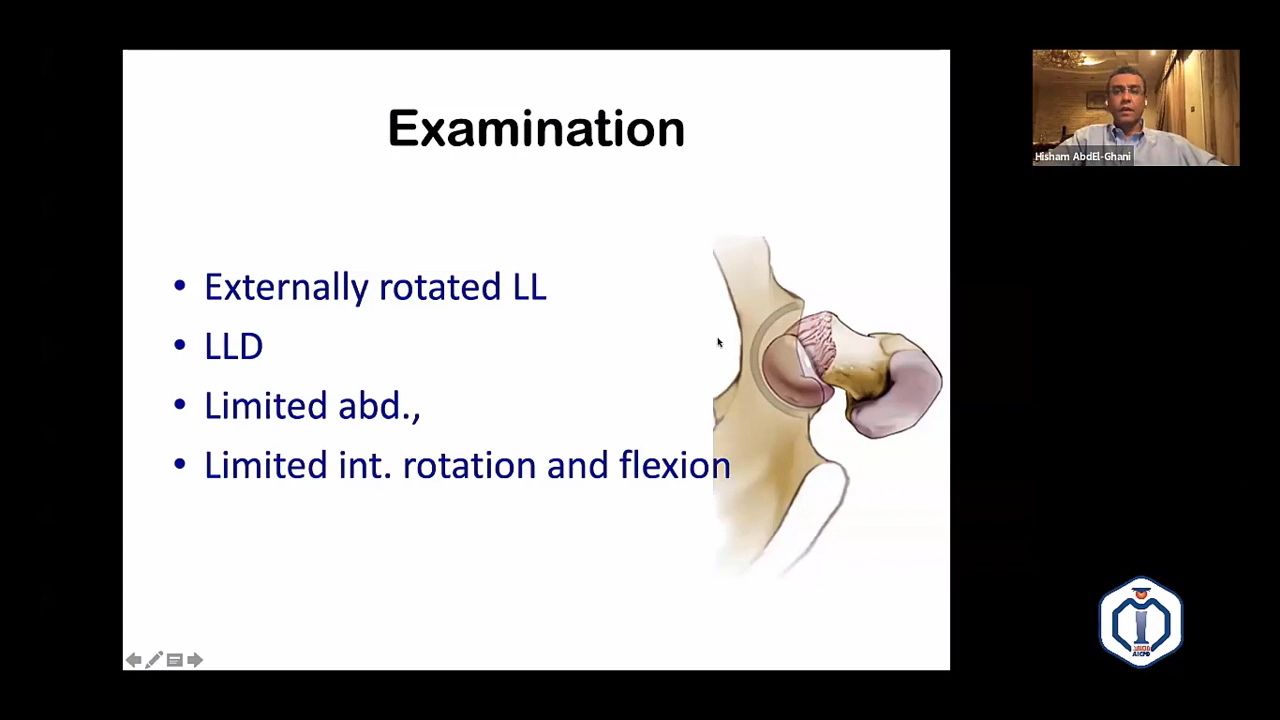 Examination
• Externally rotated LL
• LLD
• Limited abd.,
• Limited int. rotation and flexion
Hisham AbdEl-Ghani